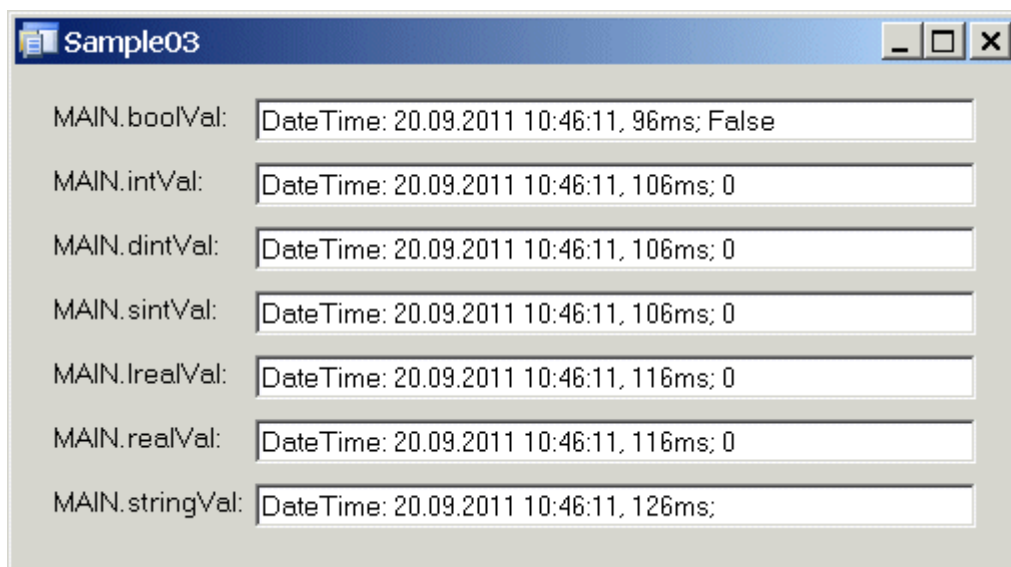 Sample03
MAIN.boolVal: DateTime: 20.09.2011 10:46:11, 96ms; False
MAIN.intVal: DateTime: 20.09.2011 10:46:11, 106ms; 0
MAIN.dintVal: DateTime: 20.09.2011 10:46:11, 106ms; 0
MAIN.sintVal: DateTime: 20.09.2011 10:46:11, 106ms; 0
MAIN.lrealVal: DateTime: 20.09.2011 10:46:11, 116ms; 0
MAIN.realVal: DateTime: 20.09.2011 10:46:11, 116ms; 0
MAIN.stringVal: DateTime: 20.09.2011 10:46:11, 126ms;